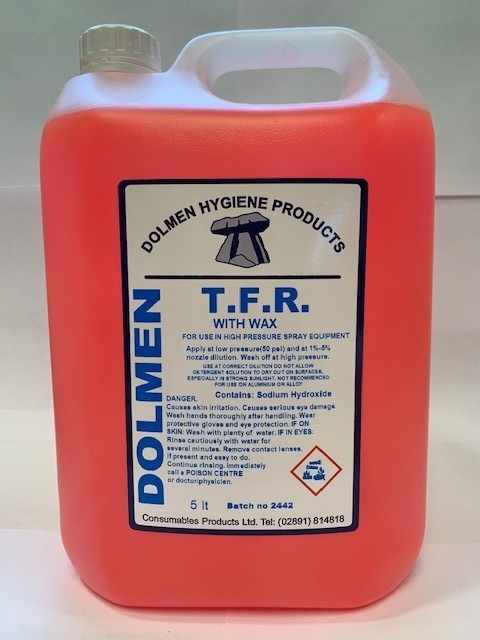 DOLMEN HYGIENE PRODUCTS
DOLMEN
T.F.R.
WITH WAX
FOR USE IN HIGH PRESSURE SPRAY EQUIPMENT
Apply at low pressure(50 psi) and at 1%-5%
nozzle dilution. Wash off at high pressure.
USE AT CORRECT DILUTION DO NOT ALLOW
DETERGENT SOLUTION TO DRY OUT ON SURFACES,
ESPECIALLY IN STRONG SUNLIGHT. NOT RECOMMENDED
FOR USE ON ALUMINIUM OR ALLOY
Contains: Sodium Hydroxide
DANGER.
Causes skin irritation. Causes serious eye damage.
Wash hands thoroughly after handling. Wear
protective gloves and eye protection. IF ON
SKIN: Wash with plenty of water. IF IN EYES:
Rinse cautiously with water for
several minutes. Remove contact lenses,
if present and easy to do.
Continue rinsing. Immediately
call a POISON CENTRE
or doctor/physician.
5 lt Batch no 2442
Consumables Products Ltd. Tel: (02891) 814818